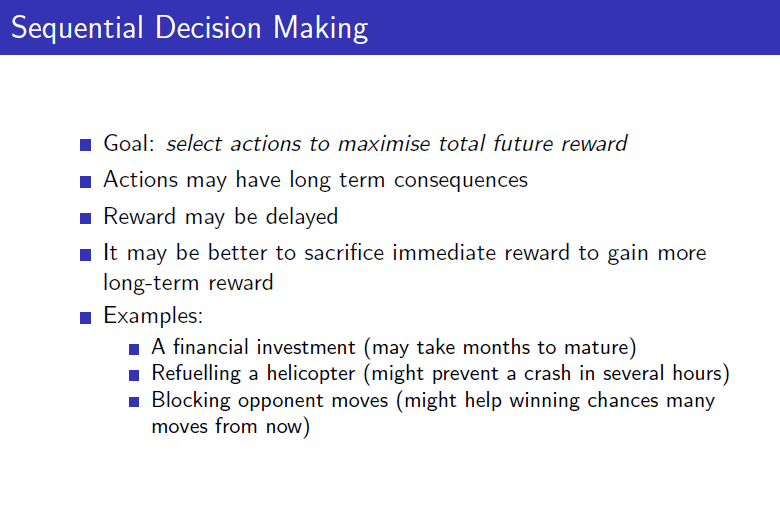 Sequential Decision Making
Goal: select actions to maximise total future reward
Actions may have long term consequences
Reward may be delayed
It may be better to sacrifice immediate reward to gain more
long-term reward
Examples:
A financial investment (may take months to mature)
Refuelling a helicopter (might prevent a crash in several hours)
Blocking opponent moves (might help winning chances many
moves from now)